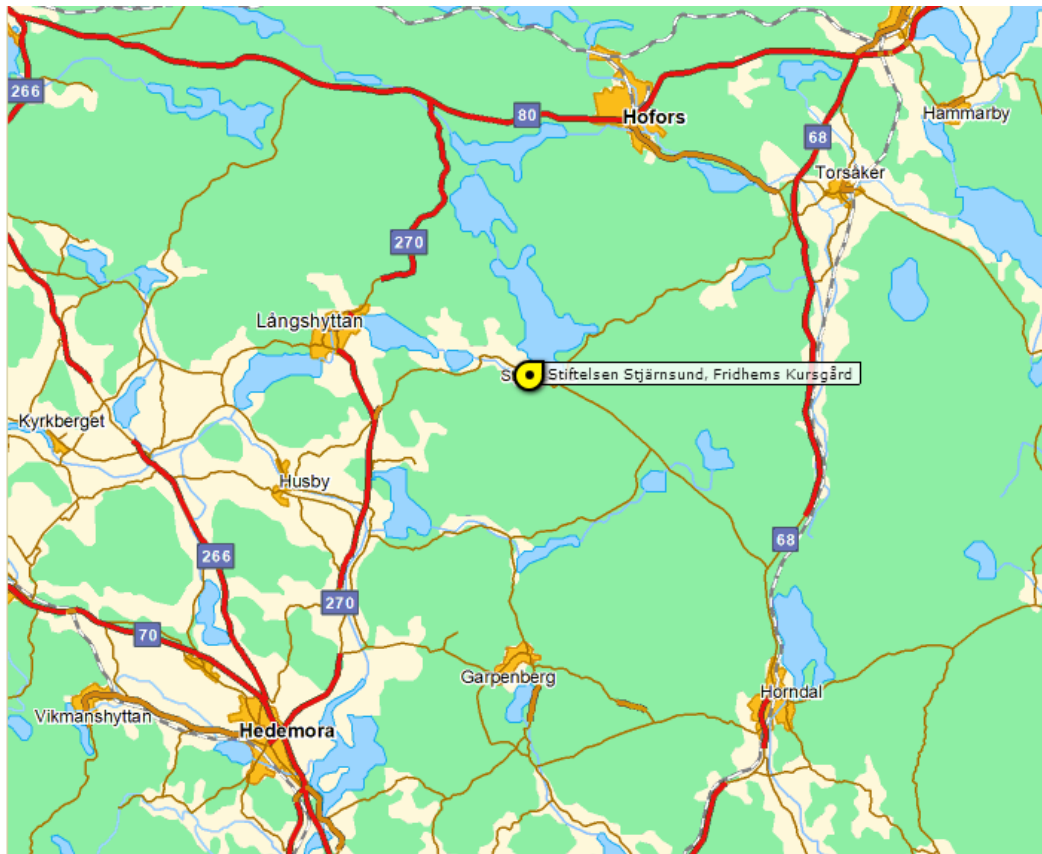 266
80
Hofors
Hammarby
68
Torsåker
270
Långshyttan
Stiftelsen Stjärnsund, Fridhems Kursgård
Kyrkberget
Husby
68
266
270
70
Garpenberg
Horndal
Vikmanshyttan
Hedemora